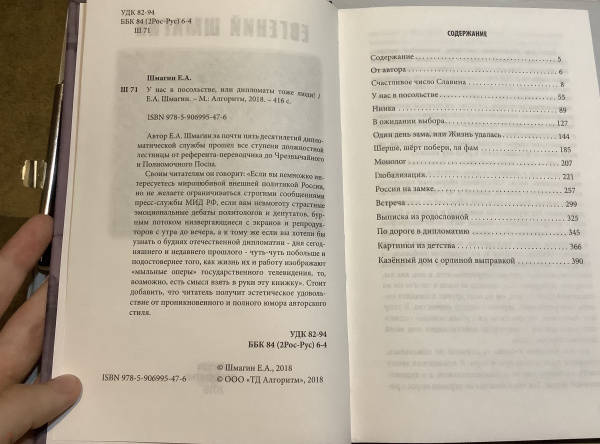 УДК 82-94
ББК 84 (2Рос-Рус) 6-4
Ш 71
Шмагин Е.А.
Ш 71 У нас в посольстве, или дипломаты тоже люди! /
Е.А. Шмагин. – М.: Алгоритм, 2018. – 416 с.
ISBN 978-5-906995-47-6
Автор Е.А. Шмагин за почти пять десятилетий дипло-
матической службы прошел все ступени должностной
лестницы от референта-переводчика до Чрезвычайного
и Полномочного Посла.
Своим читателям он говорит: «Если вы немножко ин-
тересуетесь миролюбивой внешней политикой России,
но не желаете ограничиваться строгими сообщениями
пресс-службы МИД РФ, если вам невмоготу страстные
эмоциональные дебаты политологов и депутатов, бур-
ным потоком низвергающиеся с экранов и репродук-
торов с утра до вечера, а к тому же если вы хотели бы
узнать о буднях отечественной дипломатии - дня сегод-
няшнего и недавнего прошлого - чуть-чуть побольше и
подостоверней того, как жизнь их и работу изображают
«мыльные оперы» государственного телевидения, то,
возможно, есть смысл взять в руки эту книжку». Стоит
добавить, что читатель получит эстетическое удоволь-
ствие от проникновенного и полного юмора авторского
стиля.
УДК 82-94
ББК 84 (2Рос-Рус) 6-4
© Шмагин Е.А., 2018
ISBN 978-5-906995-47-6 © ООО «ТД Алгоритм», 2018
СОДЕРЖАНИЕ
Содержание 5
От автора 6
Счастливое число Славина 8
У нас в посольстве 55
Нинка 89
В ожидании выбора 127
Один день зама, или Жизнь удалась 144
Шерше, шёрт побери, ля фам 185
Монолог 207
Глобализация 221
Россия на замке 257
Встреча 299
Выписка из родословной 325
По дороге в дипломатию 345
Картинки из детства 366
Казённый дом с орлиной выправкой 390